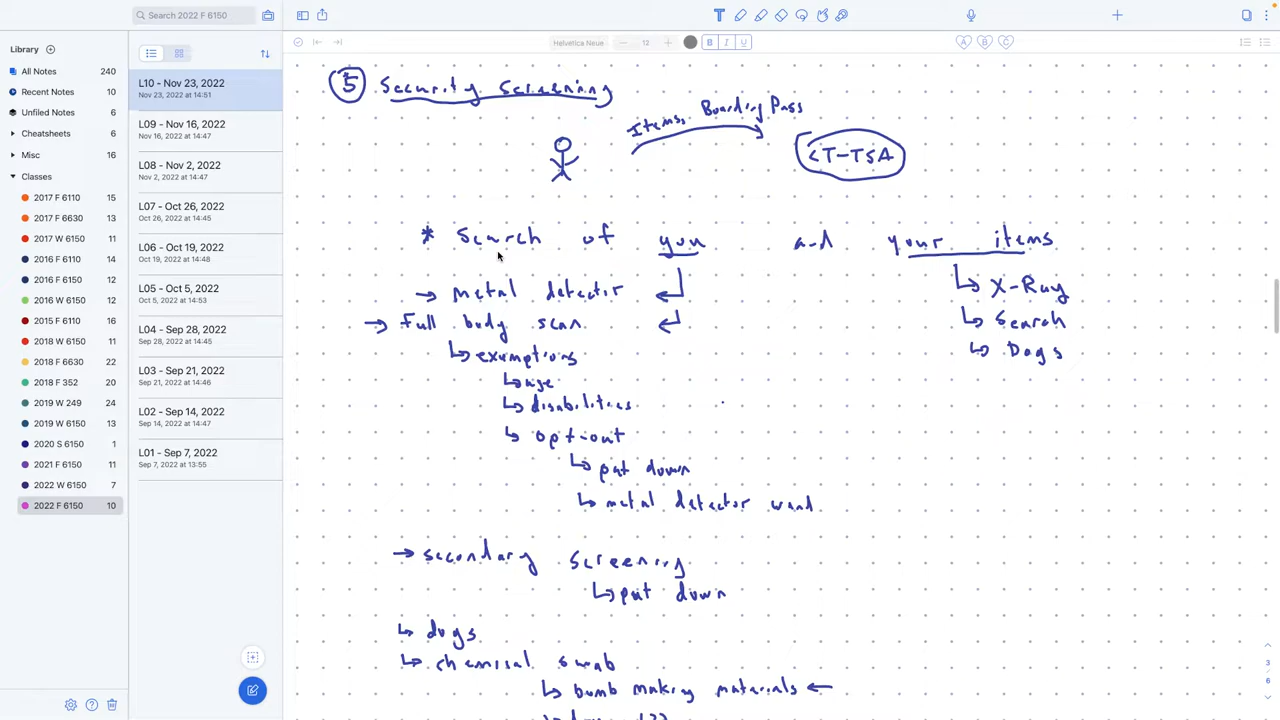 Search 2022 F 6150
Helvetica Neue
12
B I U
A B C
Library
All Notes 240
Recent Notes 10
Unfiled Notes 6
Cheatsheets 6
Misc 16
Classes
2017 F 6110 15
2017 F 6630 13
2017 W 6150 11
2016 F 6110 14
2016 F 6150 12
2016 W 6150 12
2015 F 6110 16
2018 W 6150 11
2018 F 6630 22
2018 F 352 20
2019 W 249 24
2019 W 6150 13
2020 S 6150 1
2021 F 6150 11
2022 W 6150 7
2022 F 6150 10
L10 - Nov 23, 2022
Nov 23, 2022 at 14:51
L09 - Nov 16, 2022
Nov 16, 2022 at 14:47
L08 - Nov 2, 2022
Nov 2, 2022 at 14:47
L07 - Oct 26, 2022
Oct 26, 2022 at 14:45
L06 - Oct 19, 2022
Oct 19, 2022 at 14:48
L05 - Oct 5, 2022
Oct 5, 2022 at 14:53
L04 - Sep 28, 2022
Sep 28, 2022 at 14:41
L03 - Sep 21, 2022
Sep 21, 2022 at 14:46
L02 - Sep 14, 2022
Sep 14, 2022 at 14:47
L01 - Sep 7, 2022
Sep 7, 2022 at 13:55
5 Security Screening
Items, Boarding Pass
CT-TSA
* Search of you and your items
→ metal detector
→ Full body scan
↳ exumptions
↳ age
↳ disabilities
↳ opt-out
↳ pat down
↳ metal detector wand
↳ X-Ray
↳ Search
↳ Dogs
→ secondary screening
↳ pat down
↳ dogs
↳ chemical swab
↳ bomb making materials ←
3
6